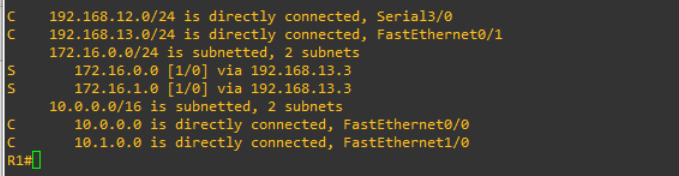 C    192.168.12.0/24 is directly connected, Serial3/0
C    192.168.13.0/24 is directly connected, FastEthernet0/1
     172.16.0.0/24 is subnetted, 2 subnets
S       172.16.0.0 [1/0] via 192.168.13.3
S       172.16.1.0 [1/0] via 192.168.13.3
     10.0.0.0/16 is subnetted, 2 subnets
C       10.0.0.0 is directly connected, FastEthernet0/0
C       10.1.0.0 is directly connected, FastEthernet1/0
R1#